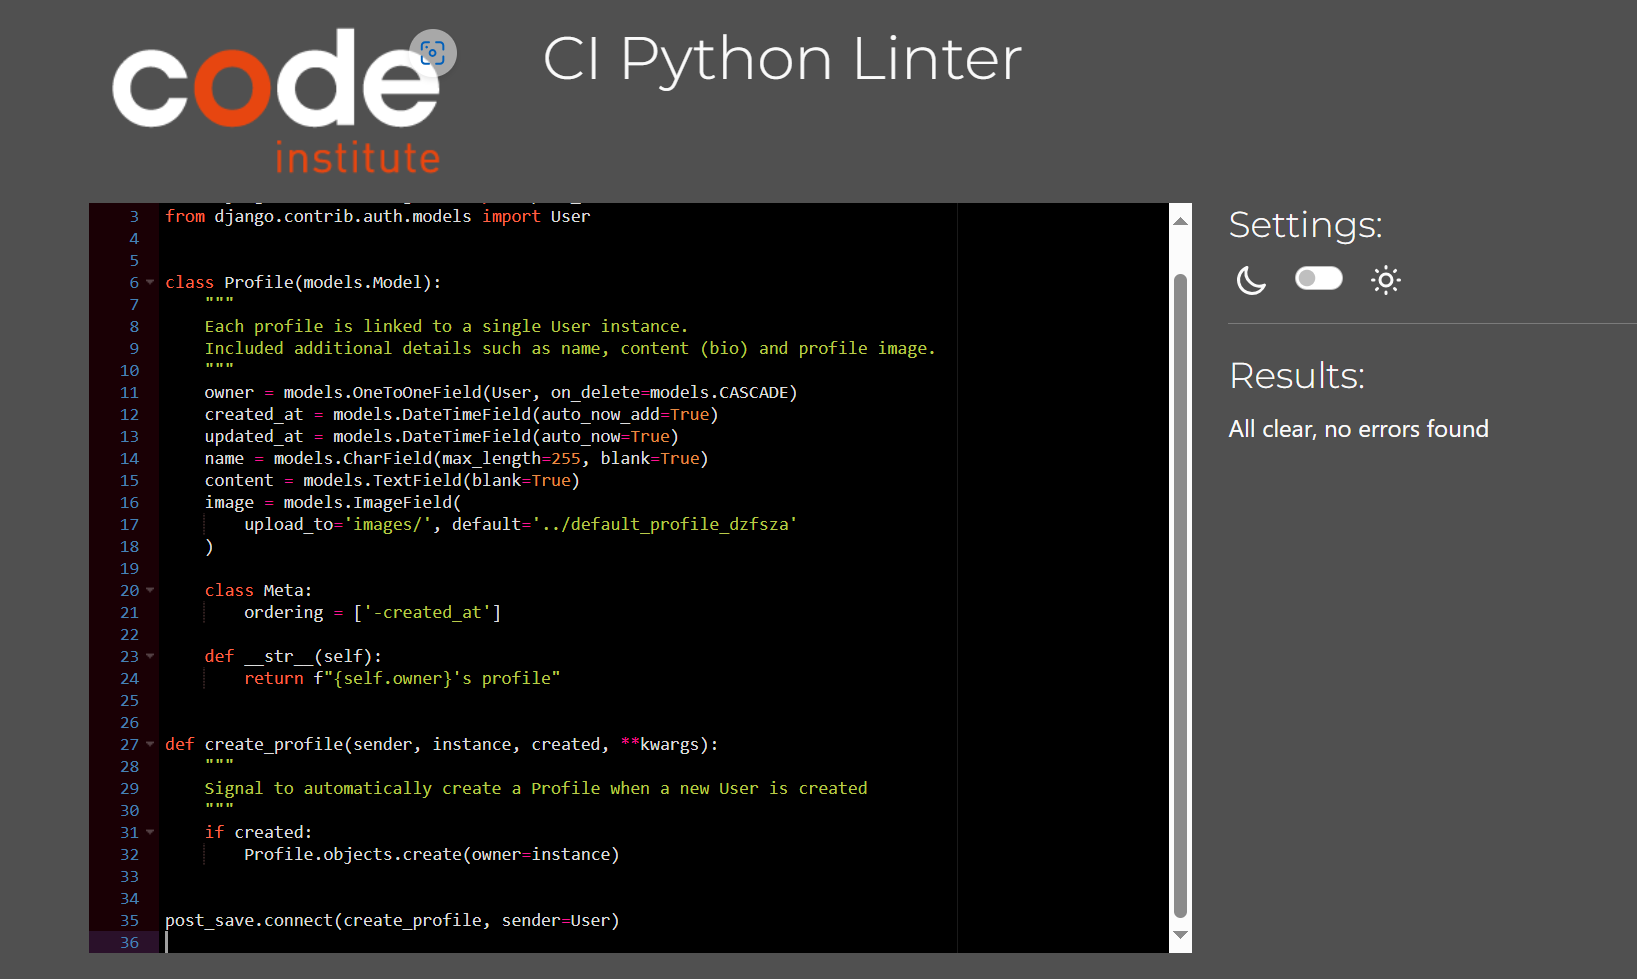 code
institute
CI Python Linter
3 from django.contrib.auth.models import User
4
5
6 class Profile(models.Model):
7 """
8 Each profile is linked to a single User instance.
9 Included additional details such as name, content (bio) and profile image.
10 """
11 owner = models.OneToOneField(User, on_delete=models.CASCADE)
12 created_at = models.DateTimeField(auto_now_add=True)
13 updated_at = models.DateTimeField(auto_now=True)
14 name = models.CharField(max_length=255, blank=True)
15 content = models.TextField(blank=True)
16 image = models.ImageField(
17 upload_to='images/', default='../default_profile_dzfsza'
18 )
19
20 class Meta:
21 ordering = ['-created_at']
22
23 def __str__(self):
24 return f"{self.owner}'s profile"
25
26
27 def create_profile(sender, instance, created, **kwargs):
28 """
29 Signal to automatically create a Profile when a new User is created
30 """
31 if created:
32 Profile.objects.create(owner=instance)
33
34
35 post_save.connect(create_profile, sender=User)
36
Settings:
Results:
All clear, no errors found